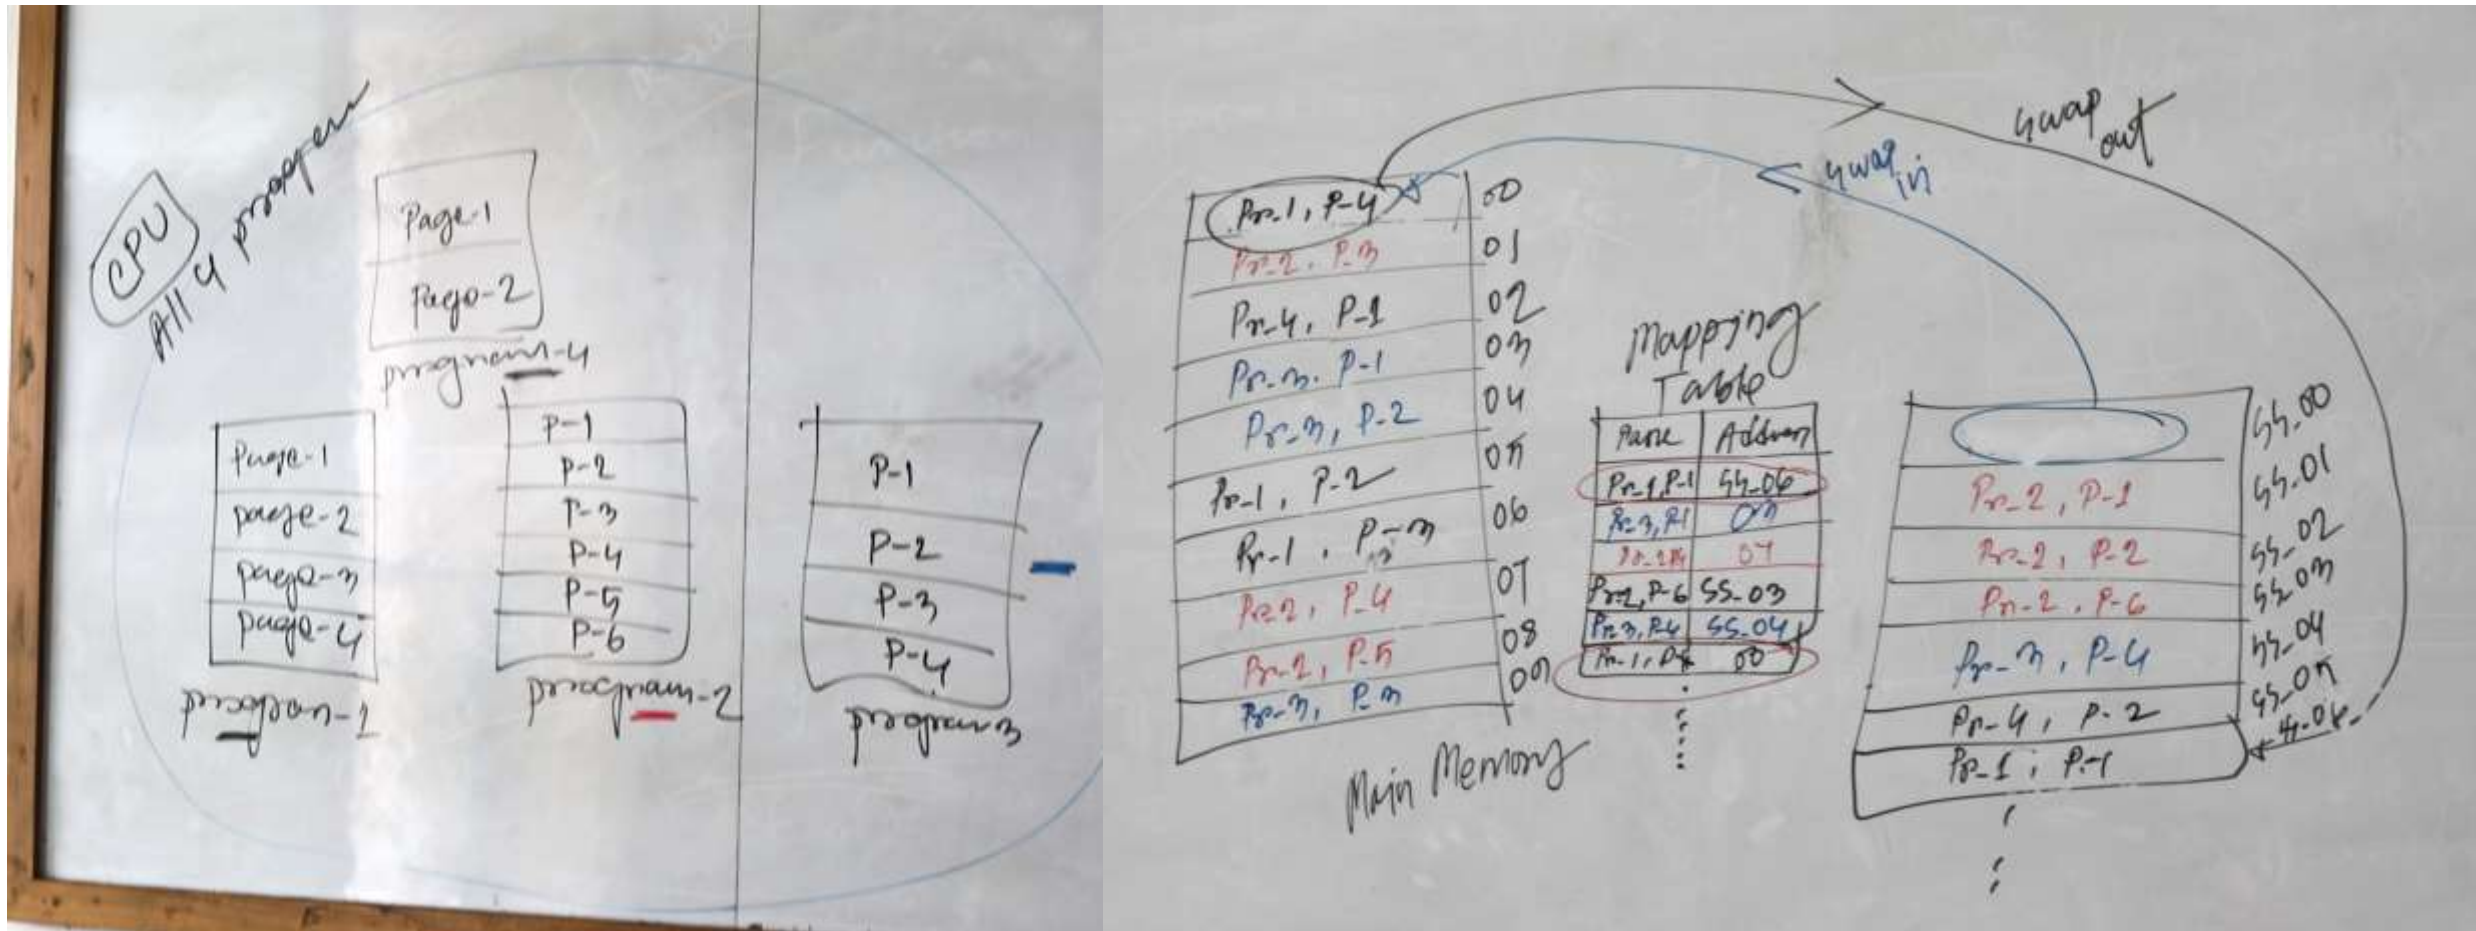 CPU
All 4 program
Page-1
Page-2
program-4
Page-1
page-2
page-3
page-4
program-1
P-1
P-2
P-3
P-4
P-5
P-6
program-2
P-1
P-2
P-3
P-4
program-3
swap out
swap in
Pr-1, P-4 00
Pr-2, P-3 01
Pr-4, P-1 02
Pr-3, P-1 03
Pr-3, P-2 04
Pr-1, P-2 05
Pr-1, P-3 06
Pr-2, P-4 07
Pr-2, P-5 08
Pr-3, P-3 09
Main Memory
Mapping
Table
Address
Pr-1, P-1 SS-06
Pr-3, P-1 03
07
Pr-2, P-6 SS-03
Pr-3, P-4 SS-04
00
SS-00
Pr-2, P-1 SS-01
Pr-2, P-2 SS-02
Pr-2, P-6 SS-03
Pr-3, P-4 SS-04
Pr-4, P-2 SS-05
Pr-1, P-1 SS-06